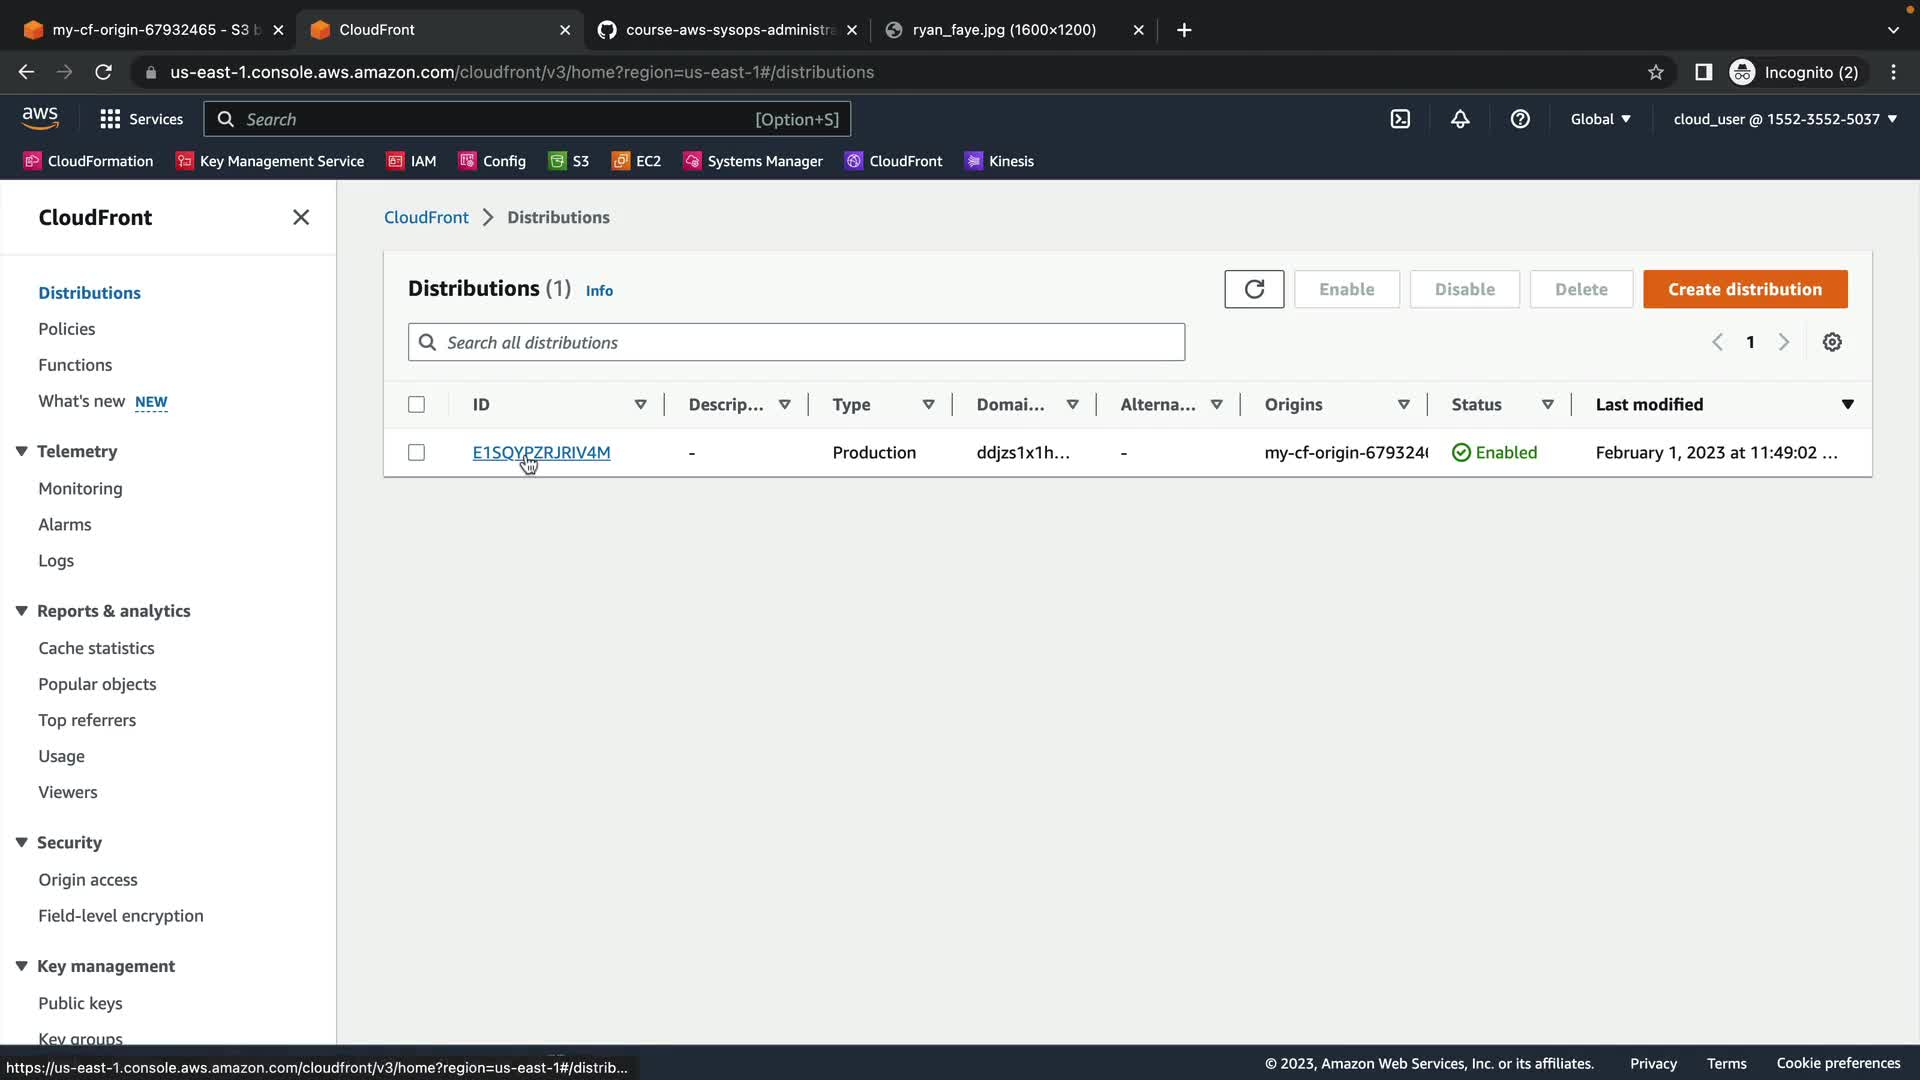 my-cf-origin-67932465 - S3 b
CloudFront
course-aws-sysops-administra
ryan_faye.jpg (1600×1200)
us-east-1.console.aws.amazon.com/cloudfront/v3/home?region=us-east-1#/distributions
Incognito (2)
aws
Services
Search
[Option+S]
Global
cloud_user @ 1552-3552-5037
CloudFormation
Key Management Service
IAM
Config
S3
EC2
Systems Manager
CloudFront
Kinesis
CloudFront
Distributions
Policies
Functions
What's new NEW
Telemetry
Monitoring
Alarms
Logs
Reports & analytics
Cache statistics
Popular objects
Top referrers
Usage
Viewers
Security
Origin access
Field-level encryption
Key management
Public keys
Key groups
CloudFront > Distributions
Distributions (1) Info
Enable
Disable
Delete
Create distribution
Search all distributions
1
ID
Descrip...
Type
Domai...
Alterna...
Origins
Status
Last modified
E1SQYPZRJRIV4M
-
Production
ddjzs1x1h...
-
my-cf-origin-679324
Enabled
February 1, 2023 at 11:49:02 ...
https://us-east-1.console.aws.amazon.com/cloudfront/v3/home?region=us-east-1#/distrib...
© 2023, Amazon Web Services, Inc. or its affiliates.
Privacy
Terms
Cookie preferences